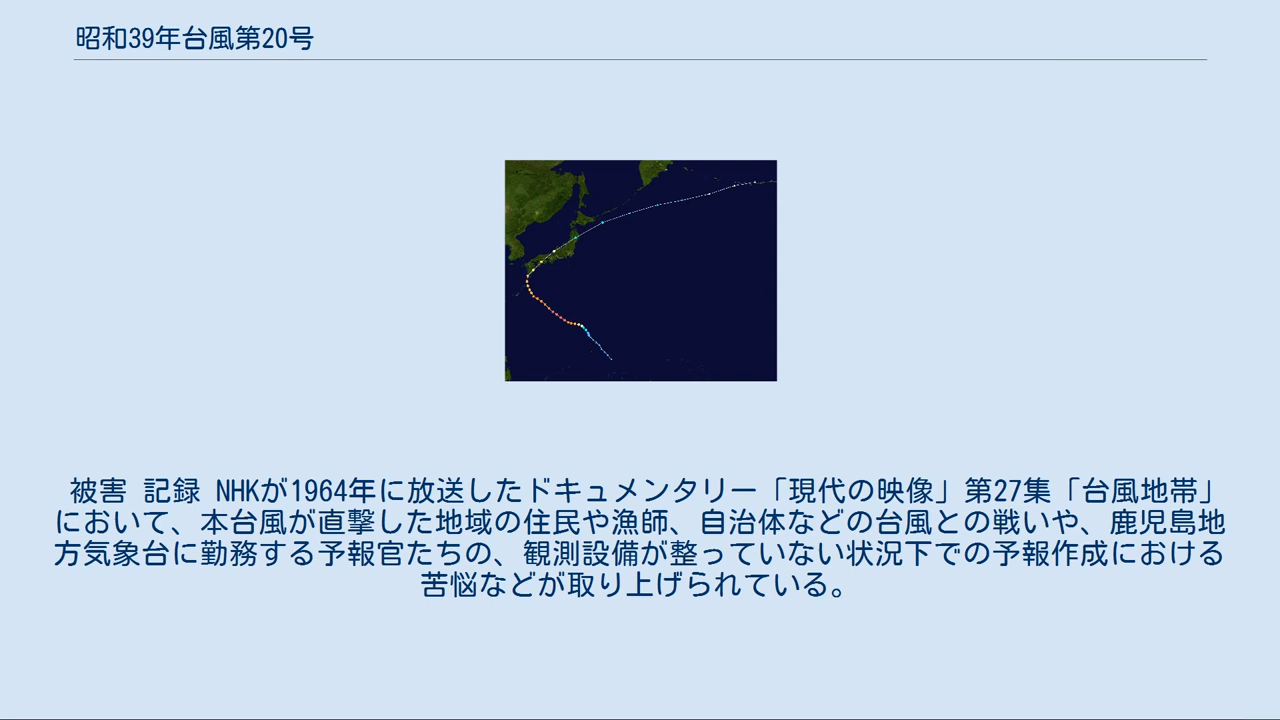 昭和39年台風第20号
被害 記録 NHKが1964年に放送したドキュメンタリー「現代の映像」第27集「台風地帯」
において、本台風が直撃した地域の住民や漁師、自治体などの台風との戦いや、鹿児島地
方気象台に勤務する予報官たちの、観測設備が整っていない状況下での予報作成における
苦悩などが取り上げられている。